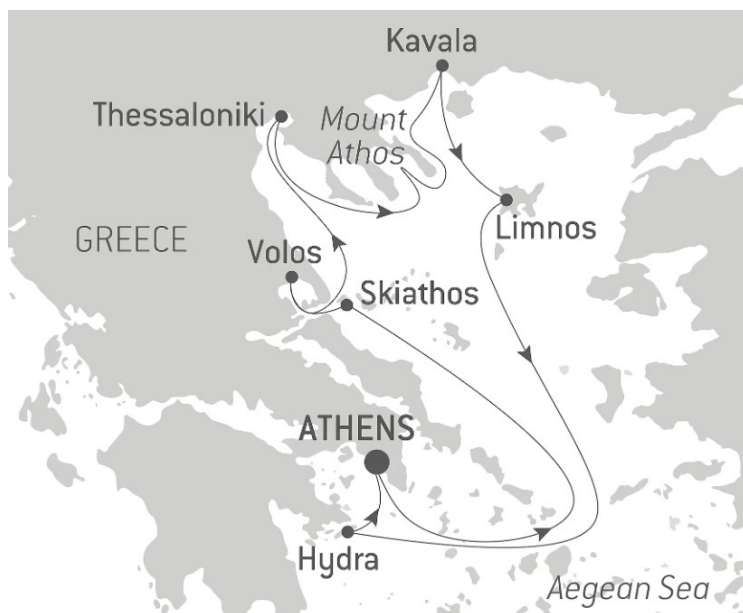 Kavala
Thessaloniki
Mount
Athos
Limnos
GREECE
Volos
Skiathos
ATHENS
Hydra
Aegean Sea